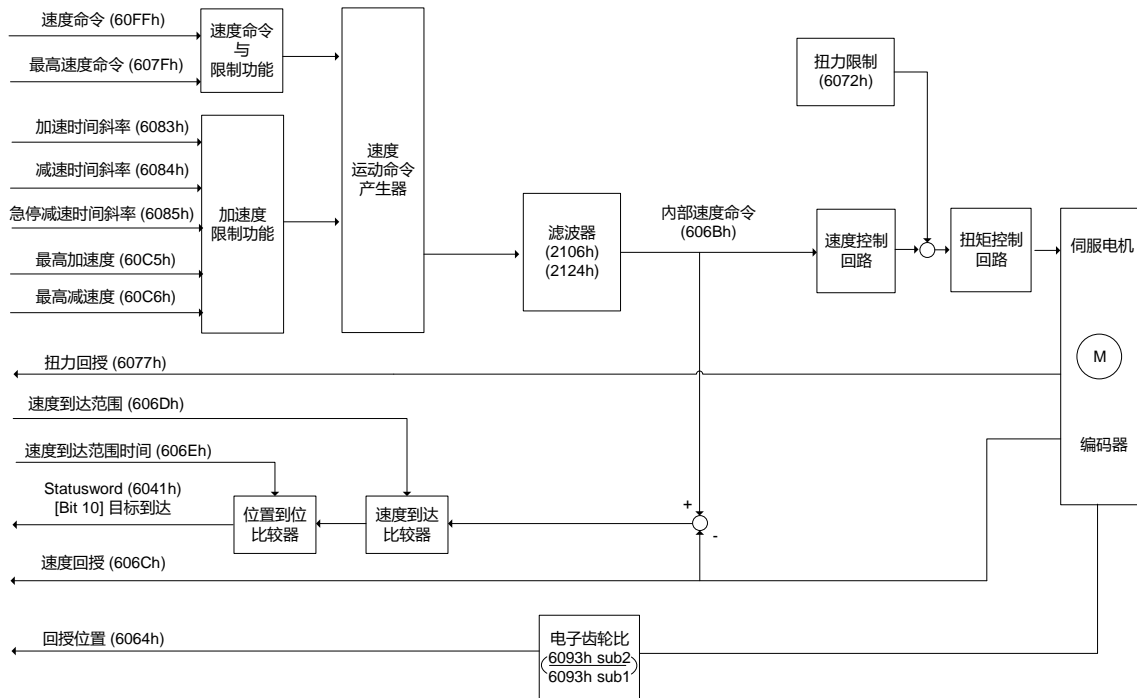 速度命令 (60FFh)
最高速度命令 (607Fh)
速度命令
与
限制功能
加速时间斜率 (6083h)
减速时间斜率 (6084h)
急停减速时间斜率 (6085h)
最高加速度 (60C5h)
最高减速度 (60C6h)
加速度
限制功能
速度
运动命令
产生器
滤波器
(2106h)
(2124h)
内部速度命令
(606Bh)
扭力限制
(6072h)
速度控制
回路
扭矩控制
回路
伺服电机
M
编码器
扭力回授 (6077h)
速度到达范围 (606Dh)
速度到达范围时间 (606Eh)
Statusword (6041h)
[Bit 10] 目标到达
位置到位
比较器
速度到达
比较器
+
-
速度回授 (606Ch)
回授位置 (6064h)
电子齿轮比
(6093h sub2)
6093h sub1